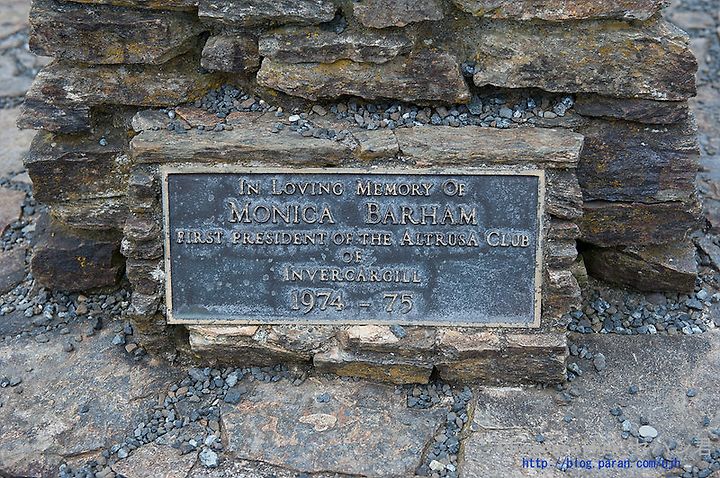 In Loving Memory Of
Monica Barham
First President of the Altrusa Club
of
Invercargill
1974 - 75
http://blog.paran.com/bjh